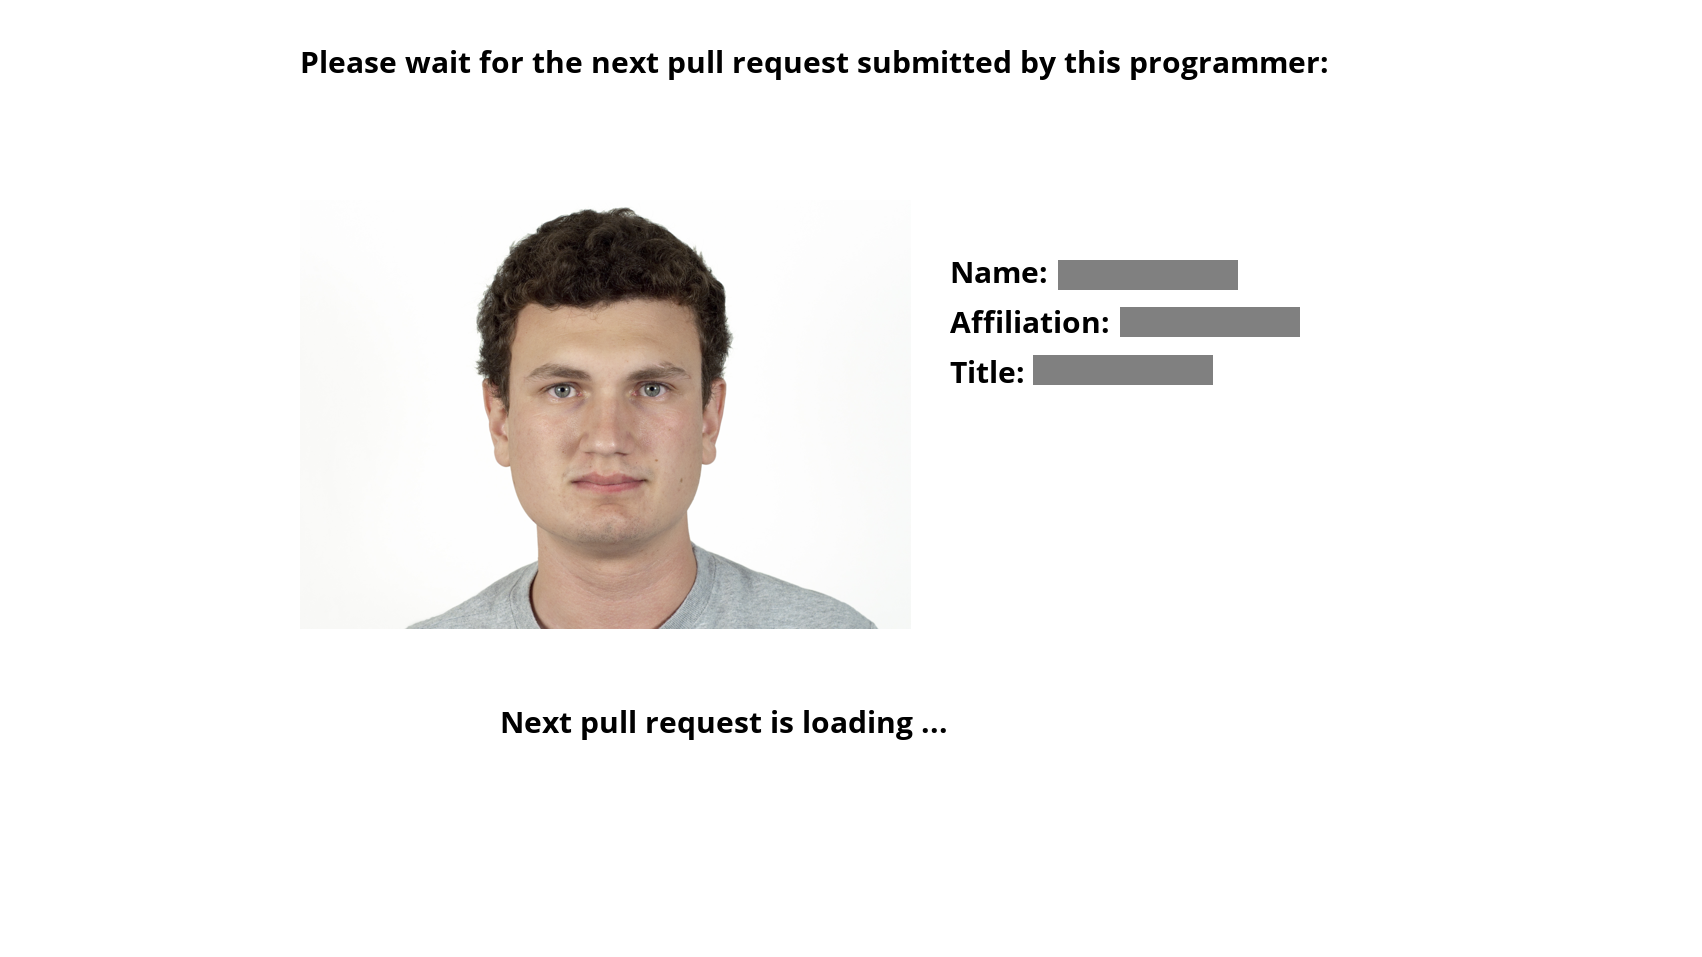 Please wait for the next pull request submitted by this programmer:
Name:
Affiliation:
Title:
Next pull request is loading ...